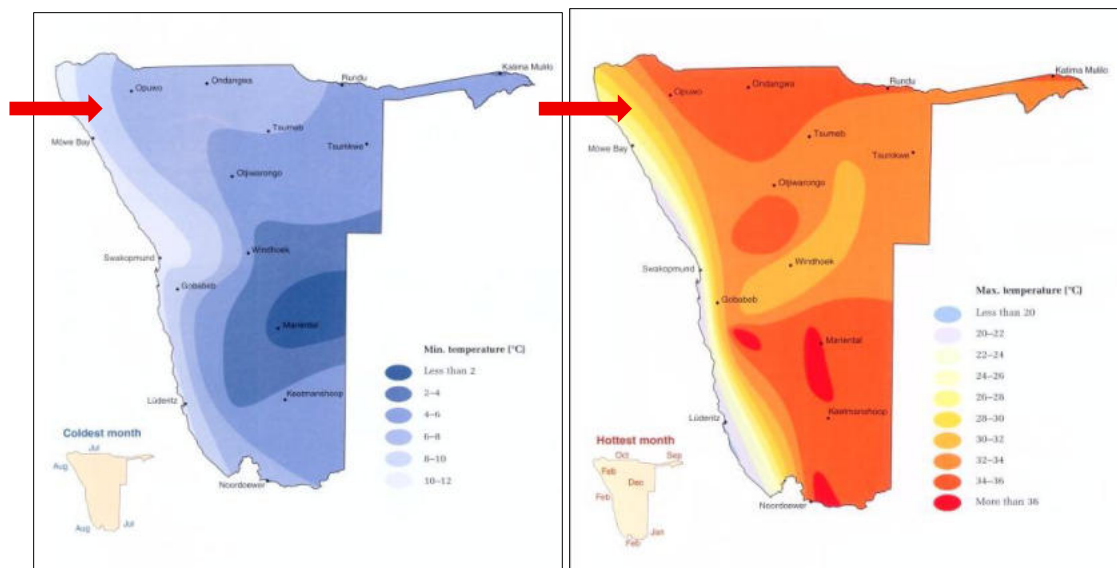 Katima Mulilo
Ondangwa
Rundu
Opuwo
Tsumeb
Möwe Bay
Tsumkwe
Otjiwarongo
Windhoek
Swakopmund
Gobabeb
Mariental
Min. temperature (°C)
Less than 2
2–4
Keetmanshoop
4–6
Lüderitz
Coldest month
6–8
Jul
8–10
Aug
10–12
Noordoewer
Aug
Jul
Katima Mulilo
Rundu
Ondangwa
Opuwo
Tsumeb
Möwe Bay
Tsumkwe
Otjiwarongo
Windhoek
Swakopmund
Max. temperature (°C)
Gobabeb
Less than 20
20–22
Mariental
22–24
24–26
26–28
Keetmanshoop
28–30
Lüderitz
30–32
Hottest month
32–34
Oct
Sep
34–36
Feb
Dec
More than 36
Feb
Noordoewer
Jan
Feb